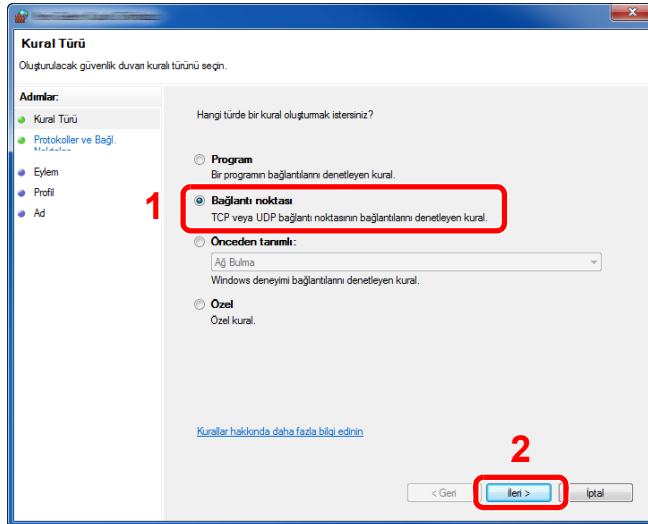 Kural Türü
Oluşturulacak güvenlik duvarı kuralı türünü seçin.
Adımlar:
Kural Türü
Protokoller ve Bağl.
Eylem
Profil
Ad
Hangi türde bir kural oluşturmak istersiniz?
Program
Bir programın bağlantılarını denetleyen kural.
1
Bağlantı noktası
TCP veya UDP bağlantı noktasının bağlantılarını denetleyen kural.
Önceden tanımlı:
Ağ Bulma
Windows deneyimi bağlantılarını denetleyen kural.
Özel
Özel kural.
Kurallar hakkında daha fazla bilgi edinin
2
< Geri
İleri >
İptal